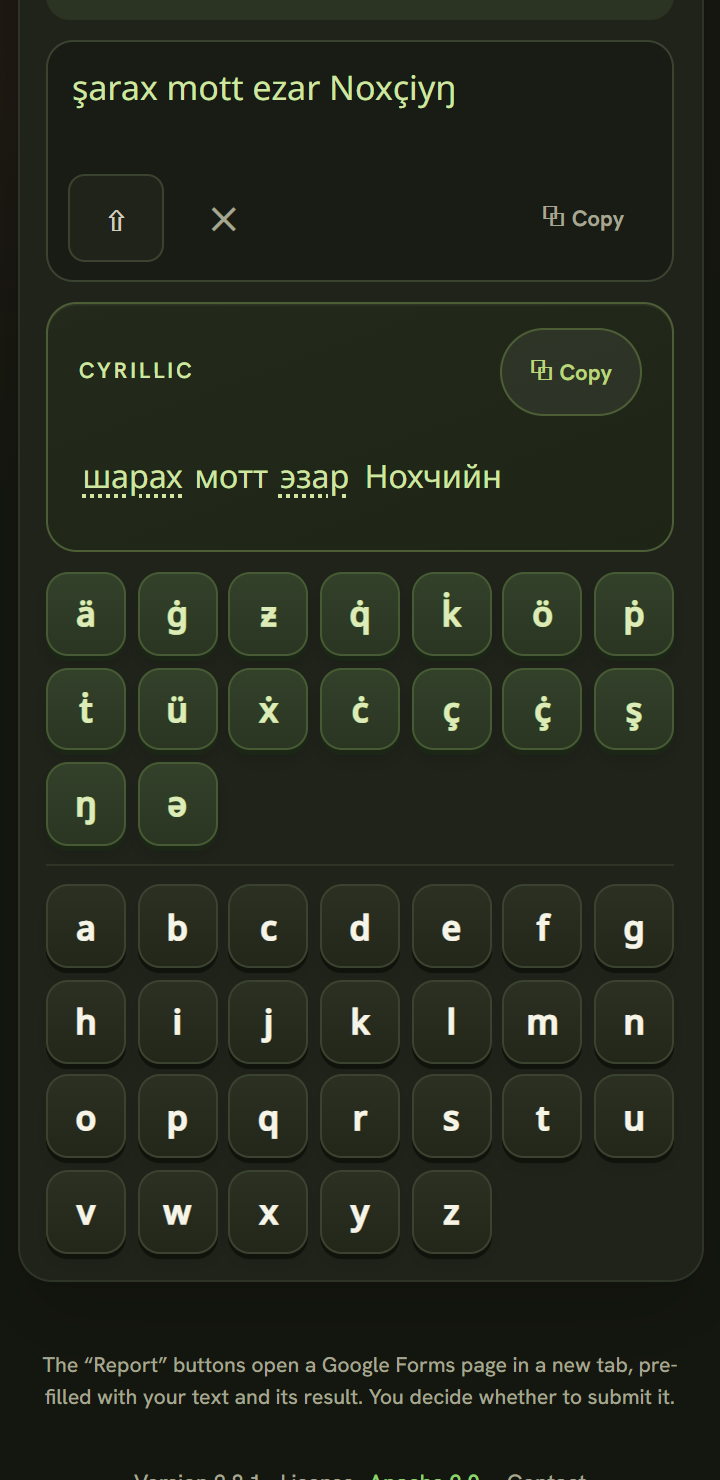 şarax mott ezar Noxçiyŋ
⇧ × Copy
CYRILLIC Copy
шарах мотт эзар Нохчийн
ä ġ ƶ q̇ k̇ ö ṗ
ṫ ü ẋ ċ ç ç̇ ş
ŋ ə
a b c d e f g
h i j k l m n
o p q r s t u
v w x y z
The “Report” buttons open a Google Forms page in a new tab, pre-
filled with your text and its result. You decide whether to submit it.